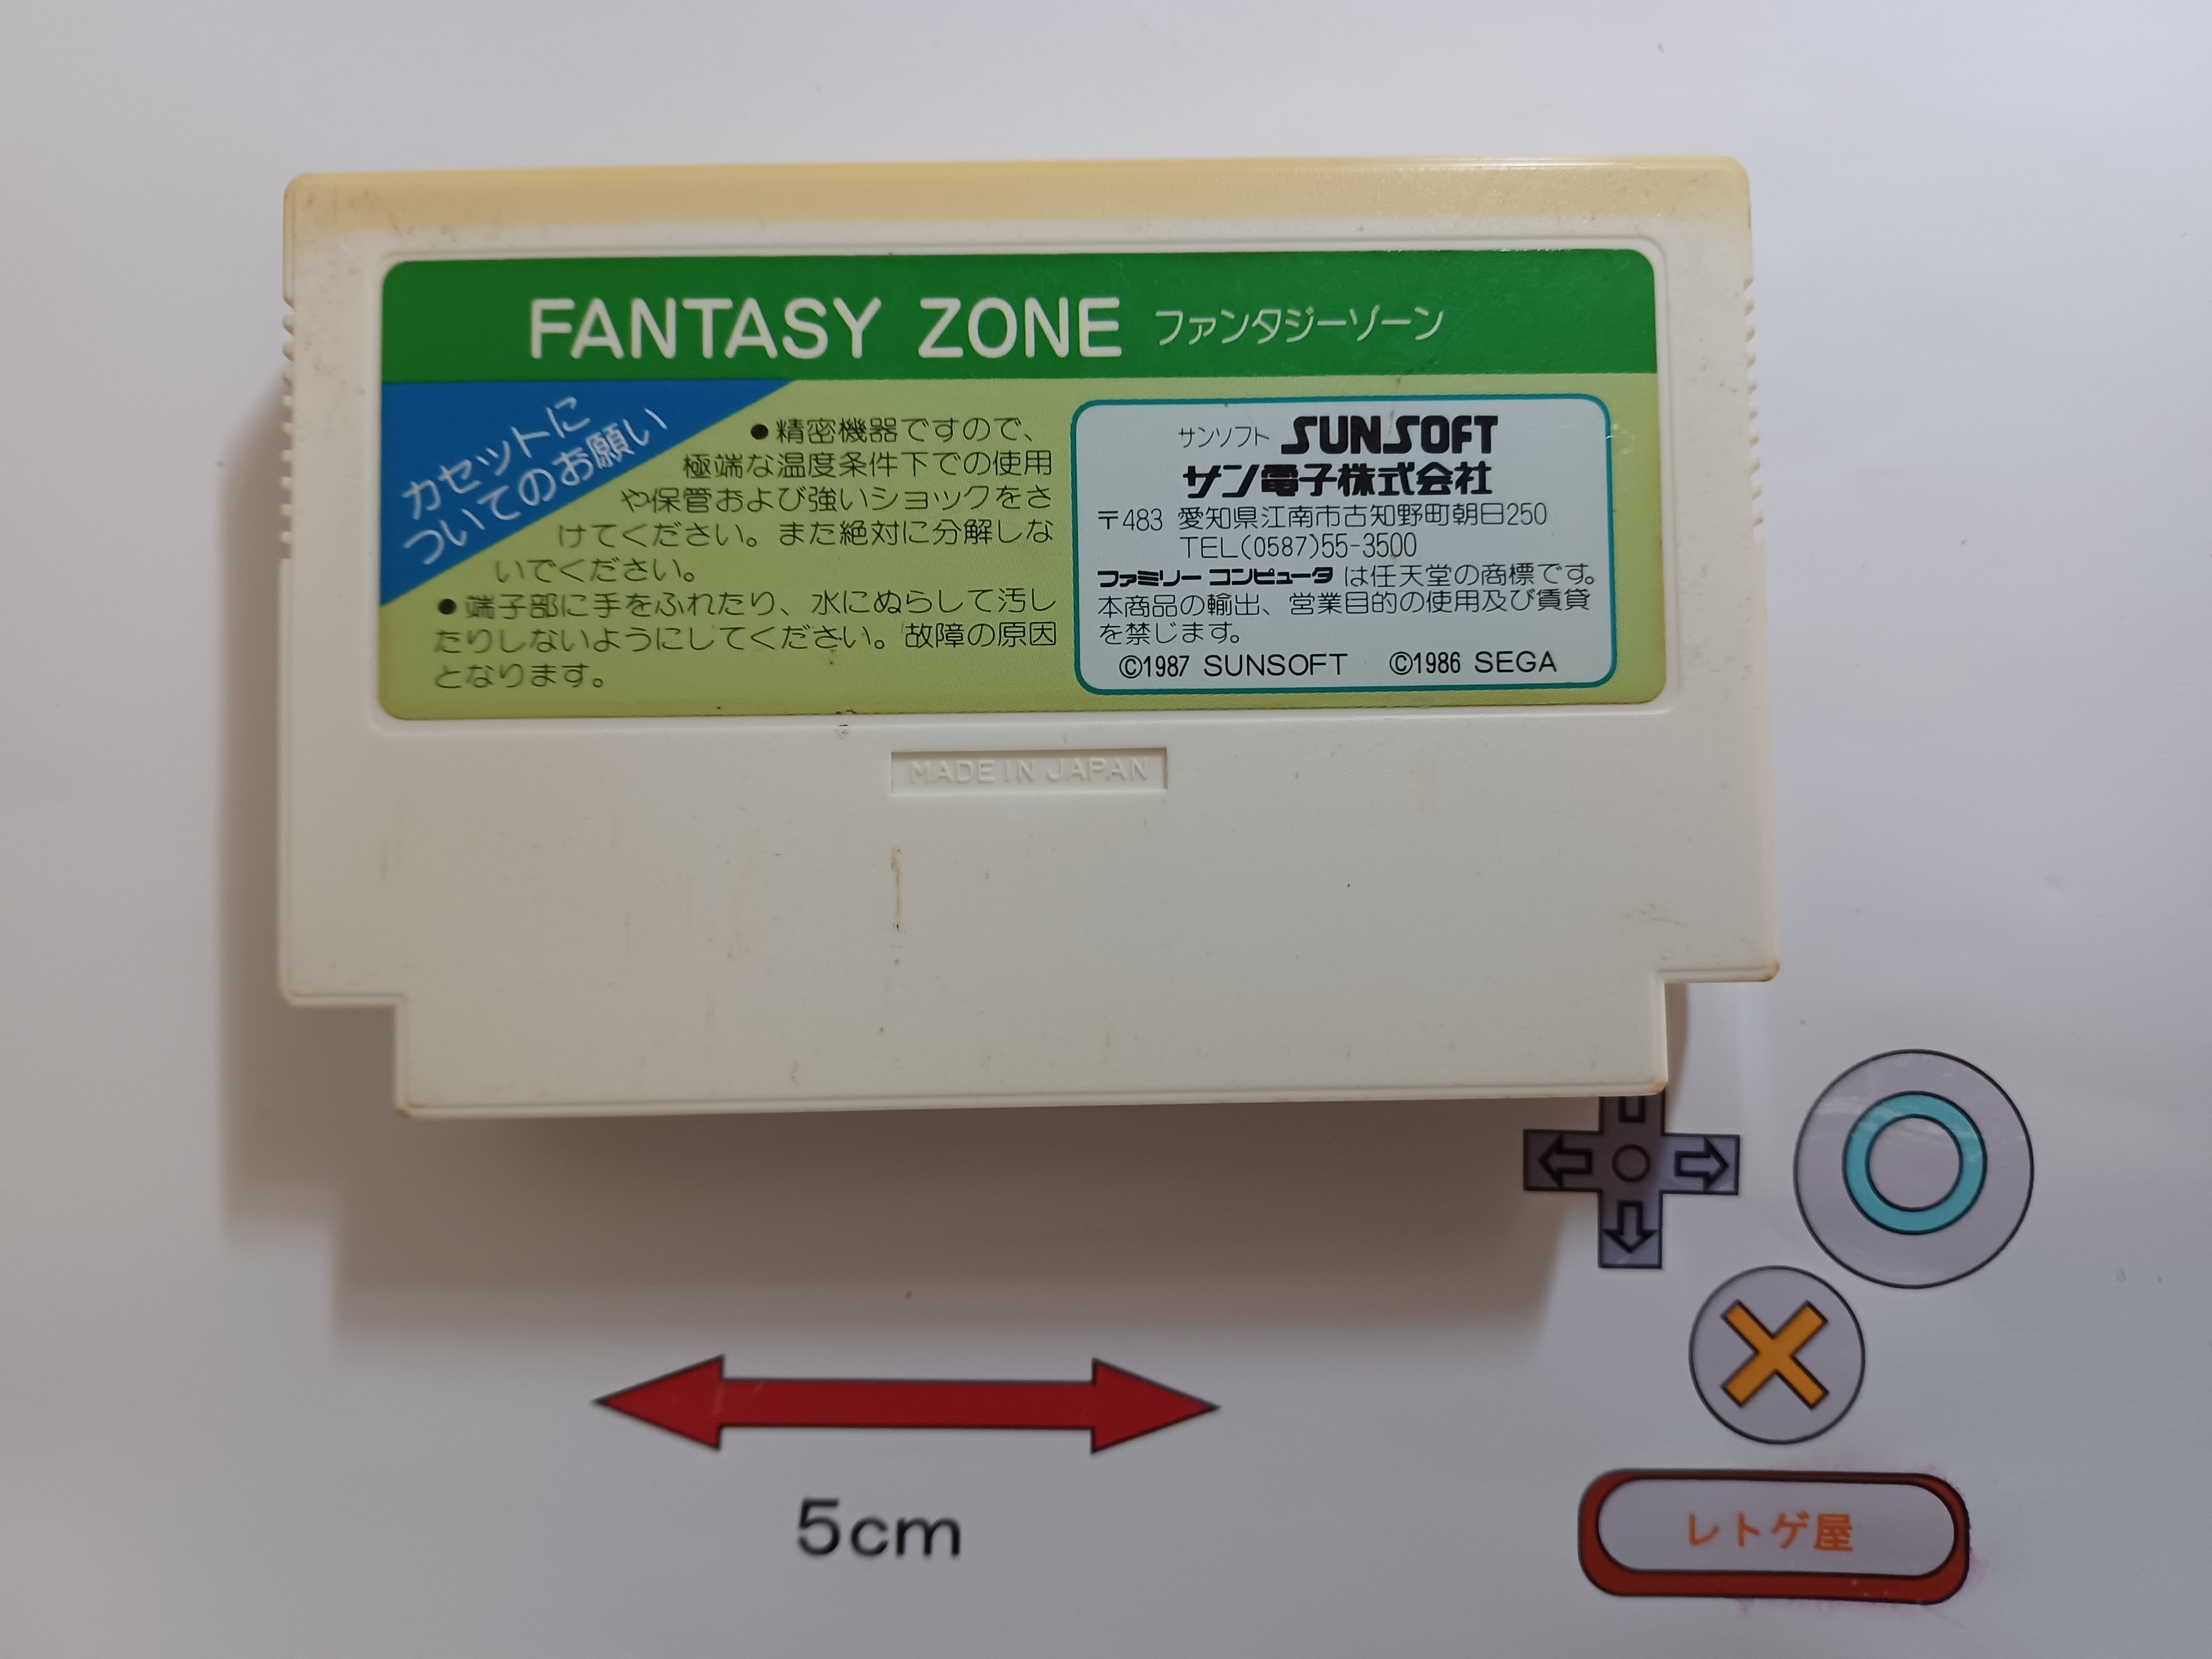 FANTASY ZONE ファンタジーゾーン
カセットに
ついてのお願い
●精密機器ですので、
極端な温度条件下での使用
や保管および強いショックをさ
けてください。また絶対に分解しな
いでください。
●端子部に手をふれたり、水にぬらして汚し
たりしないようにしてください。故障の原因
となります。
サンソフト SUNSOFT
サン電子株式会社
〒483 愛知県江南市古知野町朝日250
TEL(0587)55-3500
ファミリー コンピュータ は任天堂の商標です。
本商品の輸出、営業目的の使用及び賃貸
を禁じます。
©1987 SUNSOFT ©1986 SEGA
MADE IN JAPAN
5cm
レトゲ屋